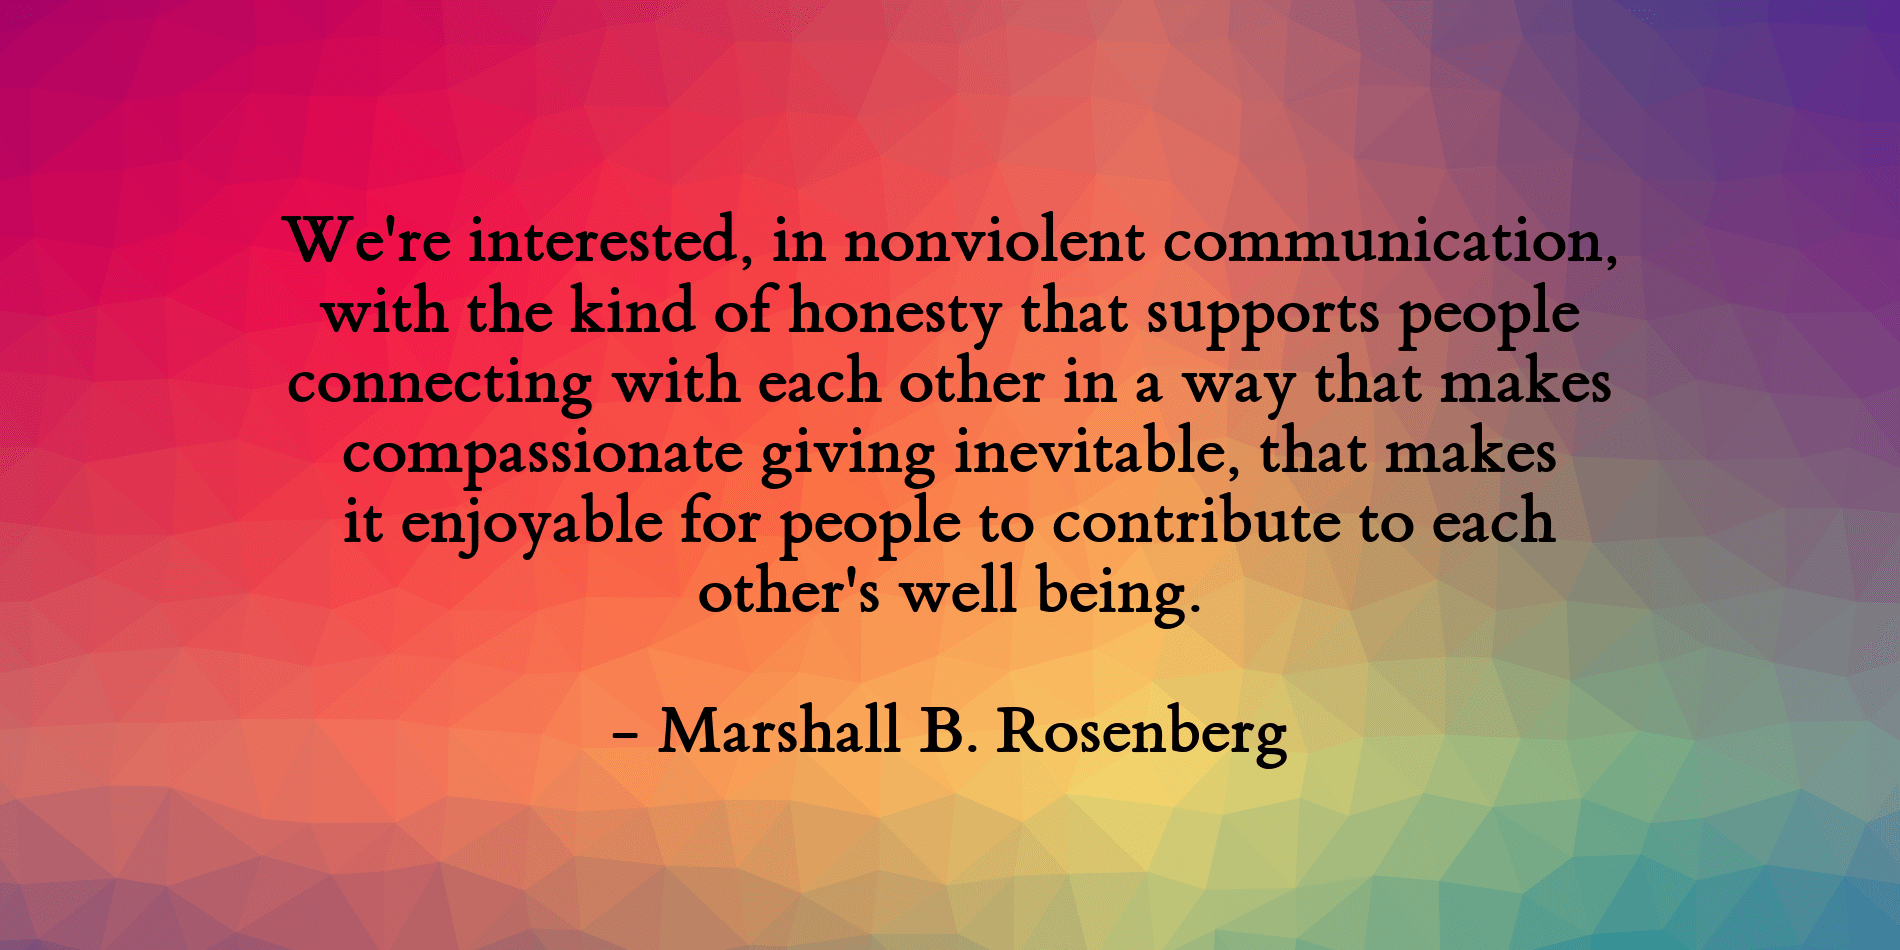 We're interested, in nonviolent communication,
with the kind of honesty that supports people
connecting with each other in a way that makes
compassionate giving inevitable, that makes
it enjoyable for people to contribute to each
other's well being.
– Marshall B. Rosenberg